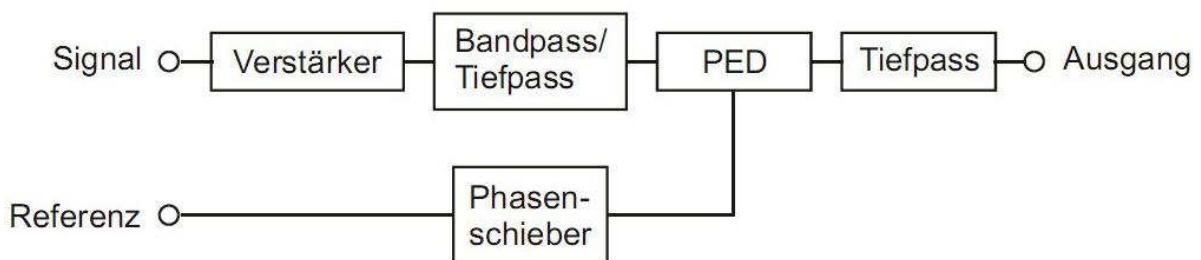 Signal
Verstärker
Bandpass/
Tiefpass
PED
Tiefpass
Ausgang
Referenz
Phasen-
schieber